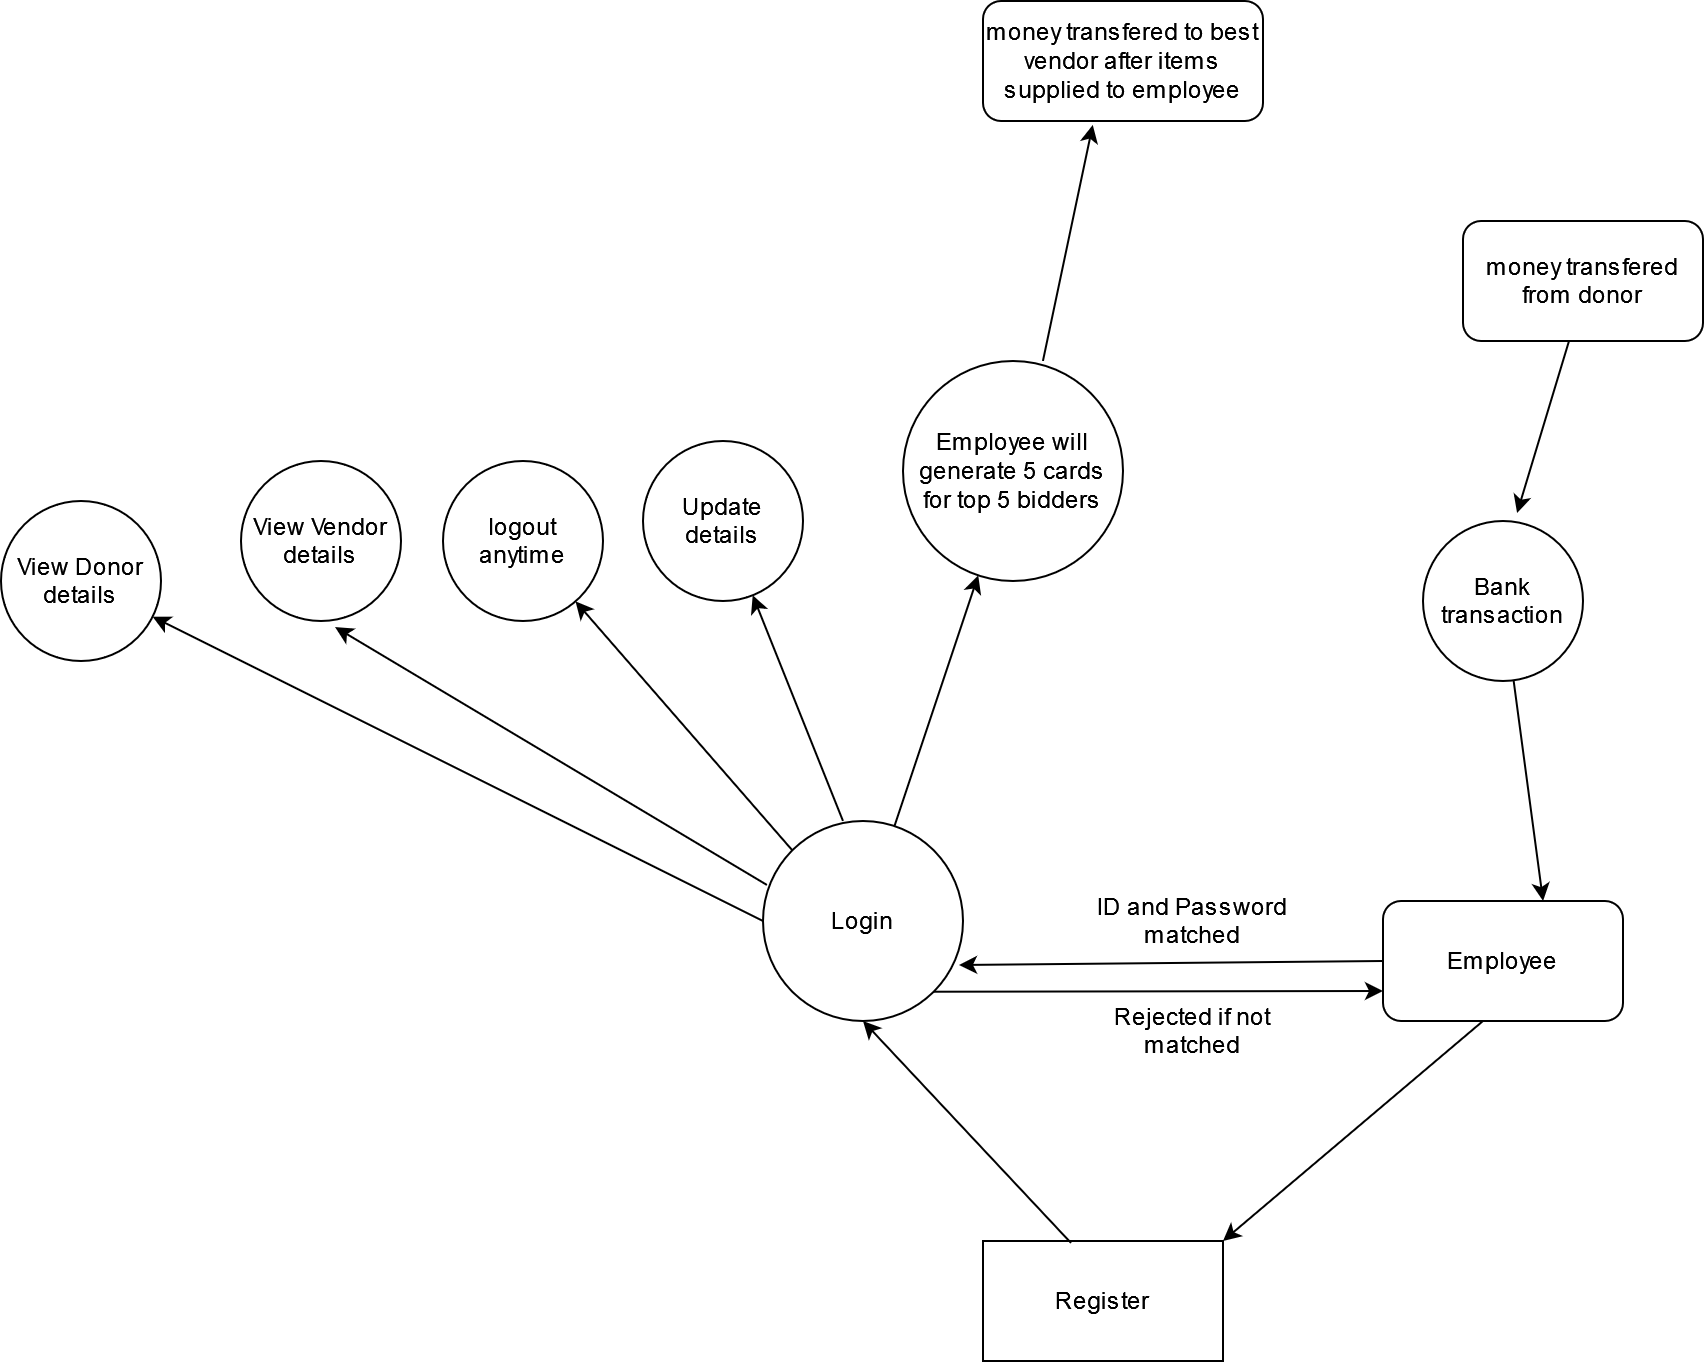 money transfered to best
vendor after items
supplied to employee
money transfered
from donor
Employee will
generate 5 cards
for top 5 bidders
Update
details
logout
anytime
View Vendor
details
View Donor
details
Bank
transaction
Login
ID and Password
matched
Employee
Rejected if not
matched
Register